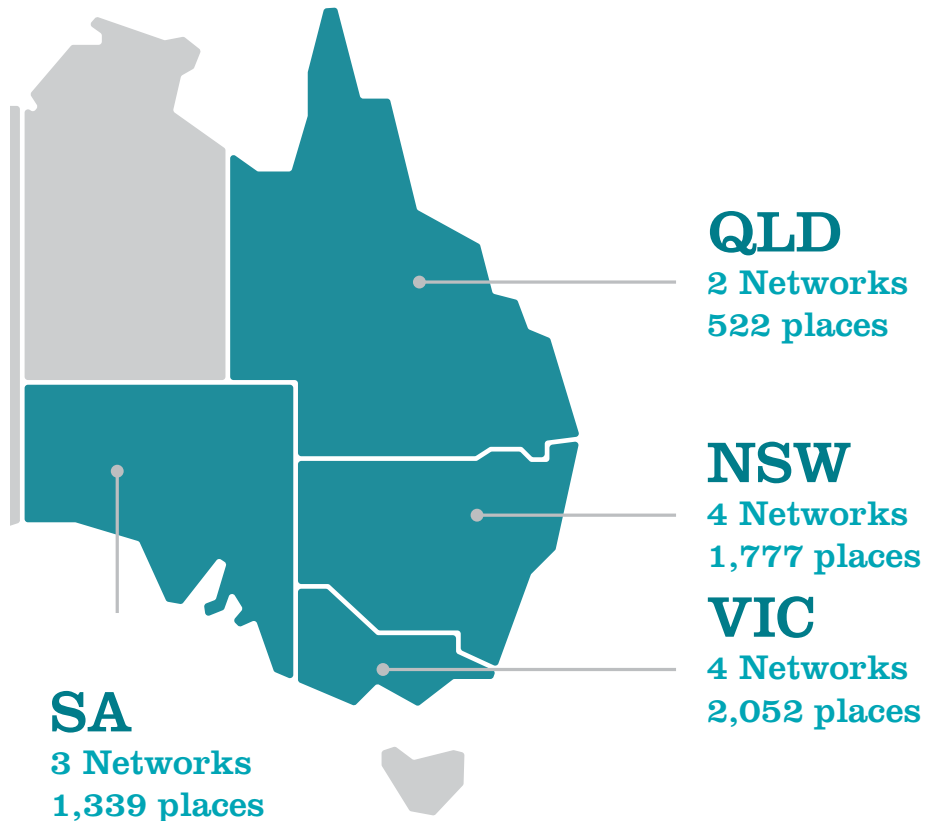 QLD
2 Networks
522 places
NSW
4 Networks
1,777 places
VIC
4 Networks
2,052 places
SA
3 Networks
1,339 places